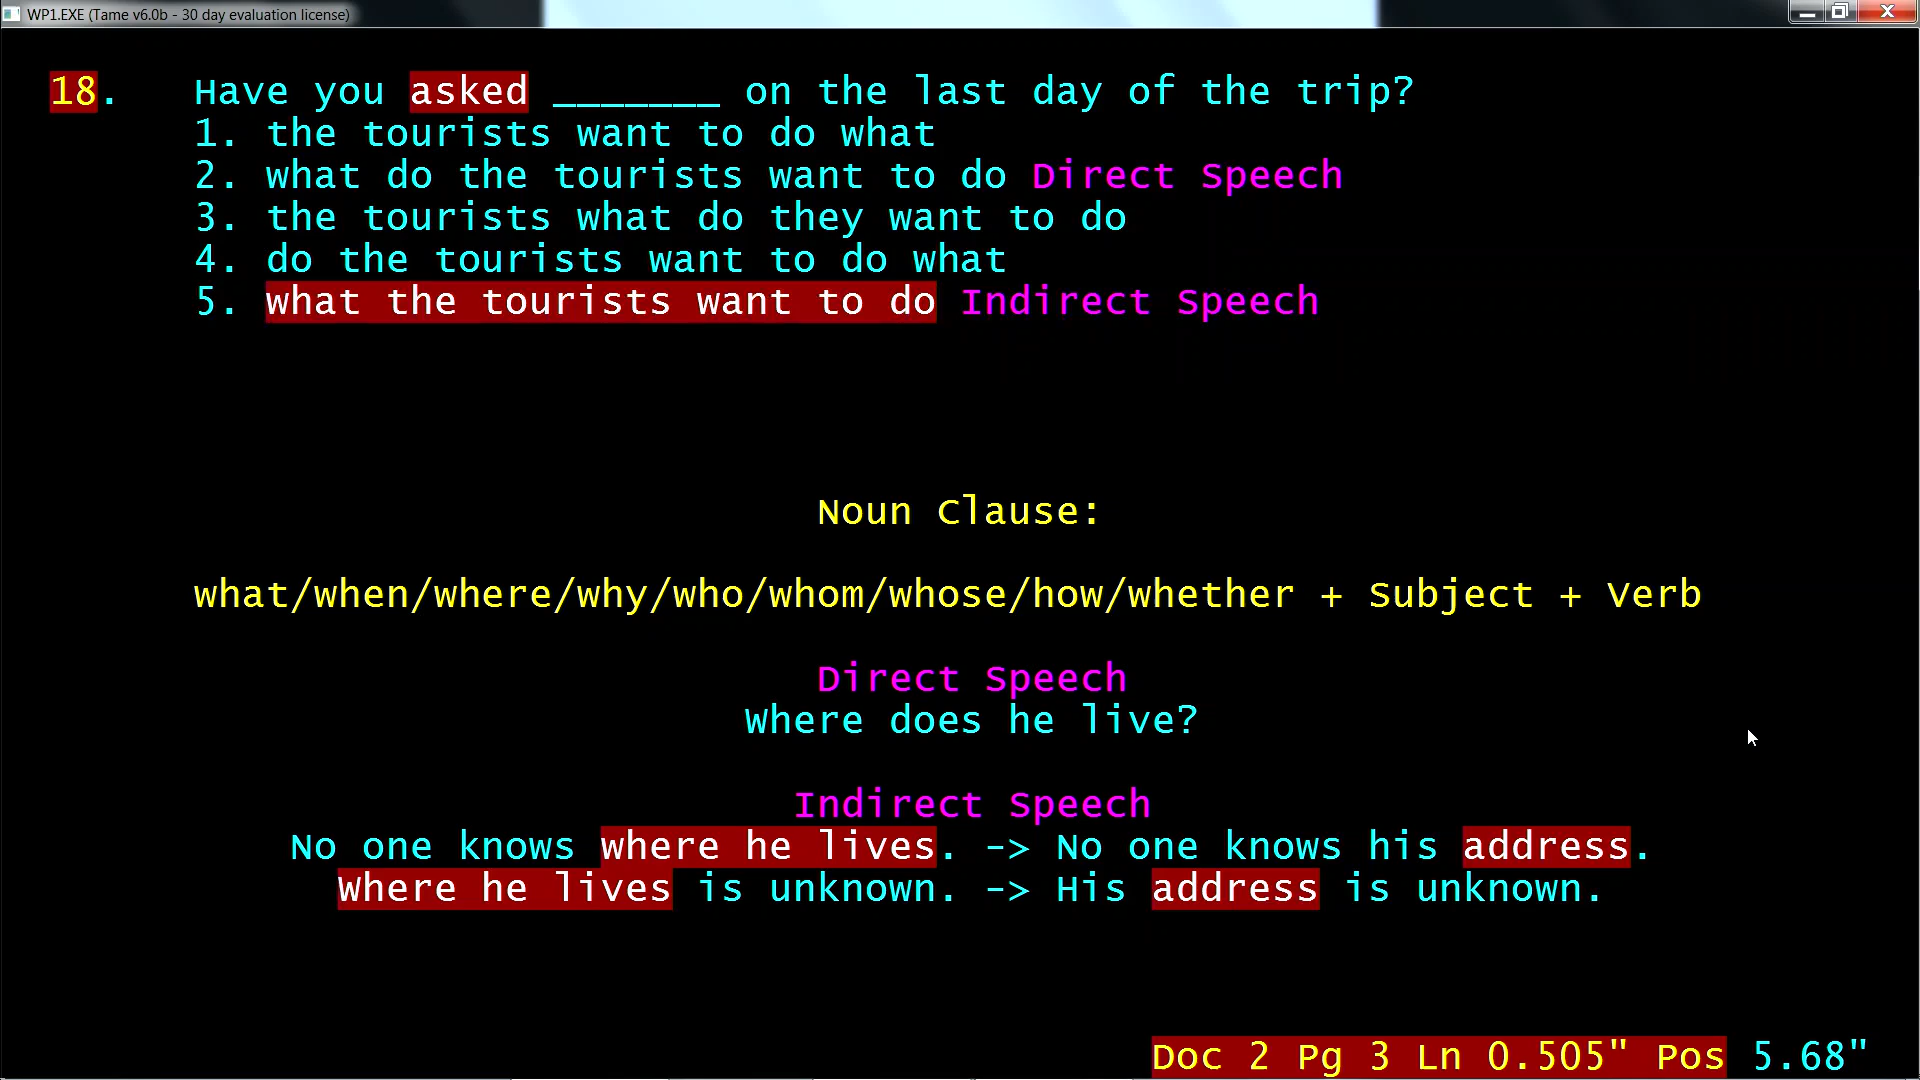 WP1.EXE (Tame v6.0b - 30 day evaluation license)
18. Have you asked _______ on the last day of the trip?
1. the tourists want to do what
2. what do the tourists want to do Direct Speech
3. the tourists what do they want to do
4. do the tourists want to do what
5. what the tourists want to do Indirect Speech
Noun Clause:
what/when/where/why/who/whom/whose/how/whether + Subject + Verb
Direct Speech
Where does he live?
Indirect Speech
No one knows where he lives. -> No one knows his address.
Where he lives is unknown. -> His address is unknown.
Doc 2 Pg 3 Ln 0.505" Pos 5.68"